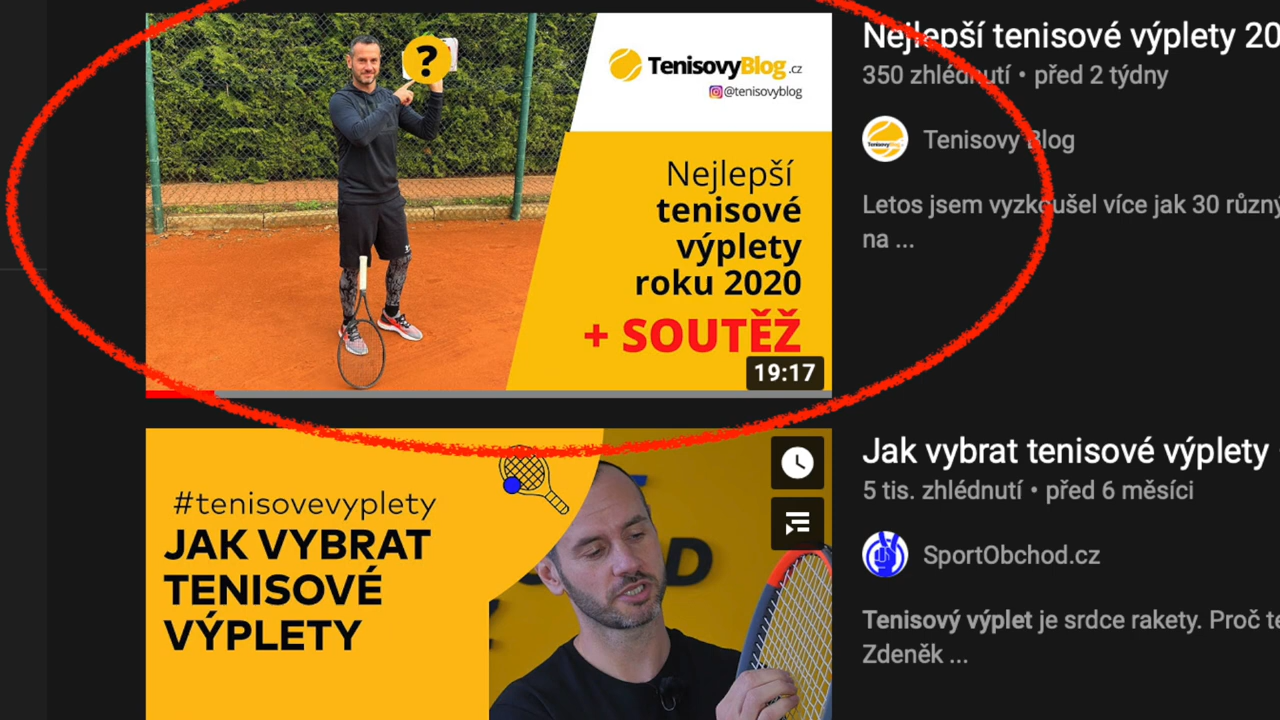 ?
TenisovyBlog.cz
@tenisovyblog
Nejlepší
tenisové
výplety
roku 2020
+ SOUTĚŽ
19:17
Nejlepší tenisové výplety 20
350 zhlédnutí • před 2 týdny
Tenisovy Blog
Letos jsem vyzkoušel více jak 30 různý
na ...
#tenisovevyplety
JAK VYBRAT
TENISOVÉ
VÝPLETY
Jak vybrat tenisové výplety
5 tis. zhlédnutí • před 6 měsíci
SportObchod.cz
Tenisový výplet je srdce rakety. Proč te
Zdeněk ...